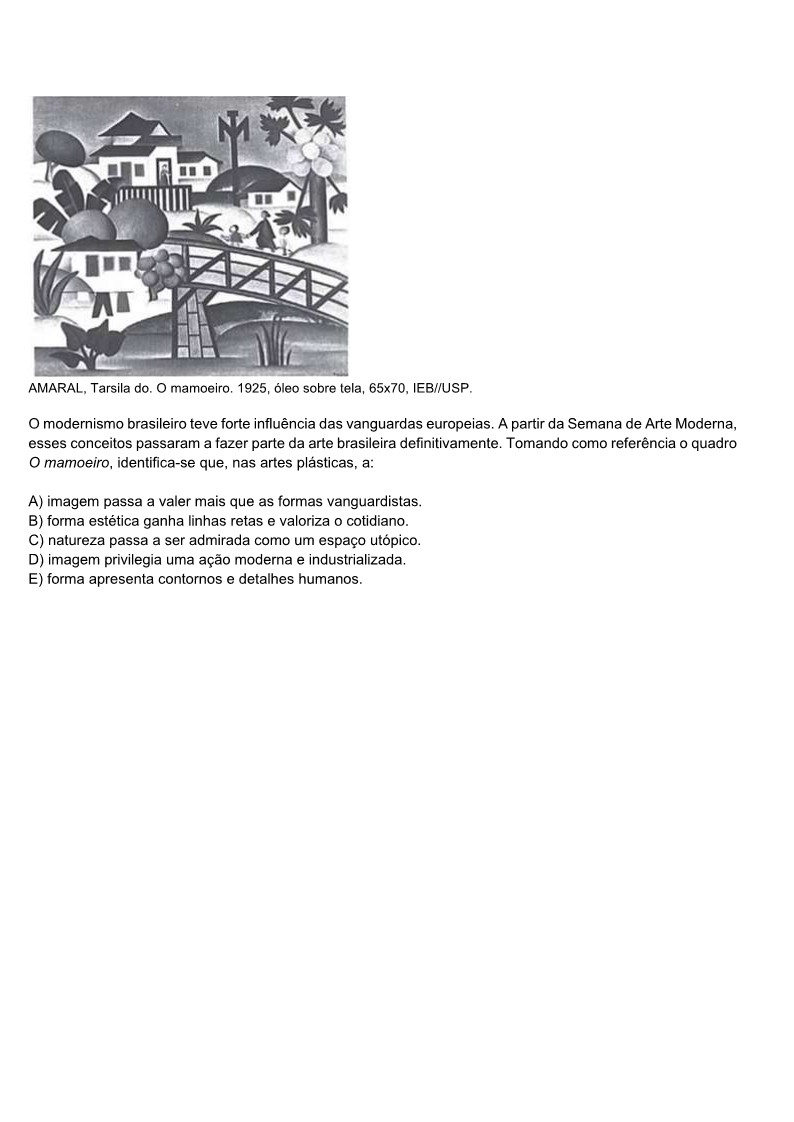 AMARAL, Tarsila do. O mamoeiro. 1925, óleo sobre tela, 65x70, IEB//USP.
O modernismo brasileiro teve forte influência das vanguardas europeias. A partir da Semana de Arte Moderna,
esses conceitos passaram a fazer parte da arte brasileira definitivamente. Tomando como referência o quadro
O mamoeiro, identifica-se que, nas artes plásticas, a:
A) imagem passa a valer mais que as formas vanguardistas.
B) forma estética ganha linhas retas e valoriza o cotidiano.
C) natureza passa a ser admirada como um espaço utópico.
D) imagem privilegia uma ação moderna e industrializada.
E) forma apresenta contornos e detalhes humanos.